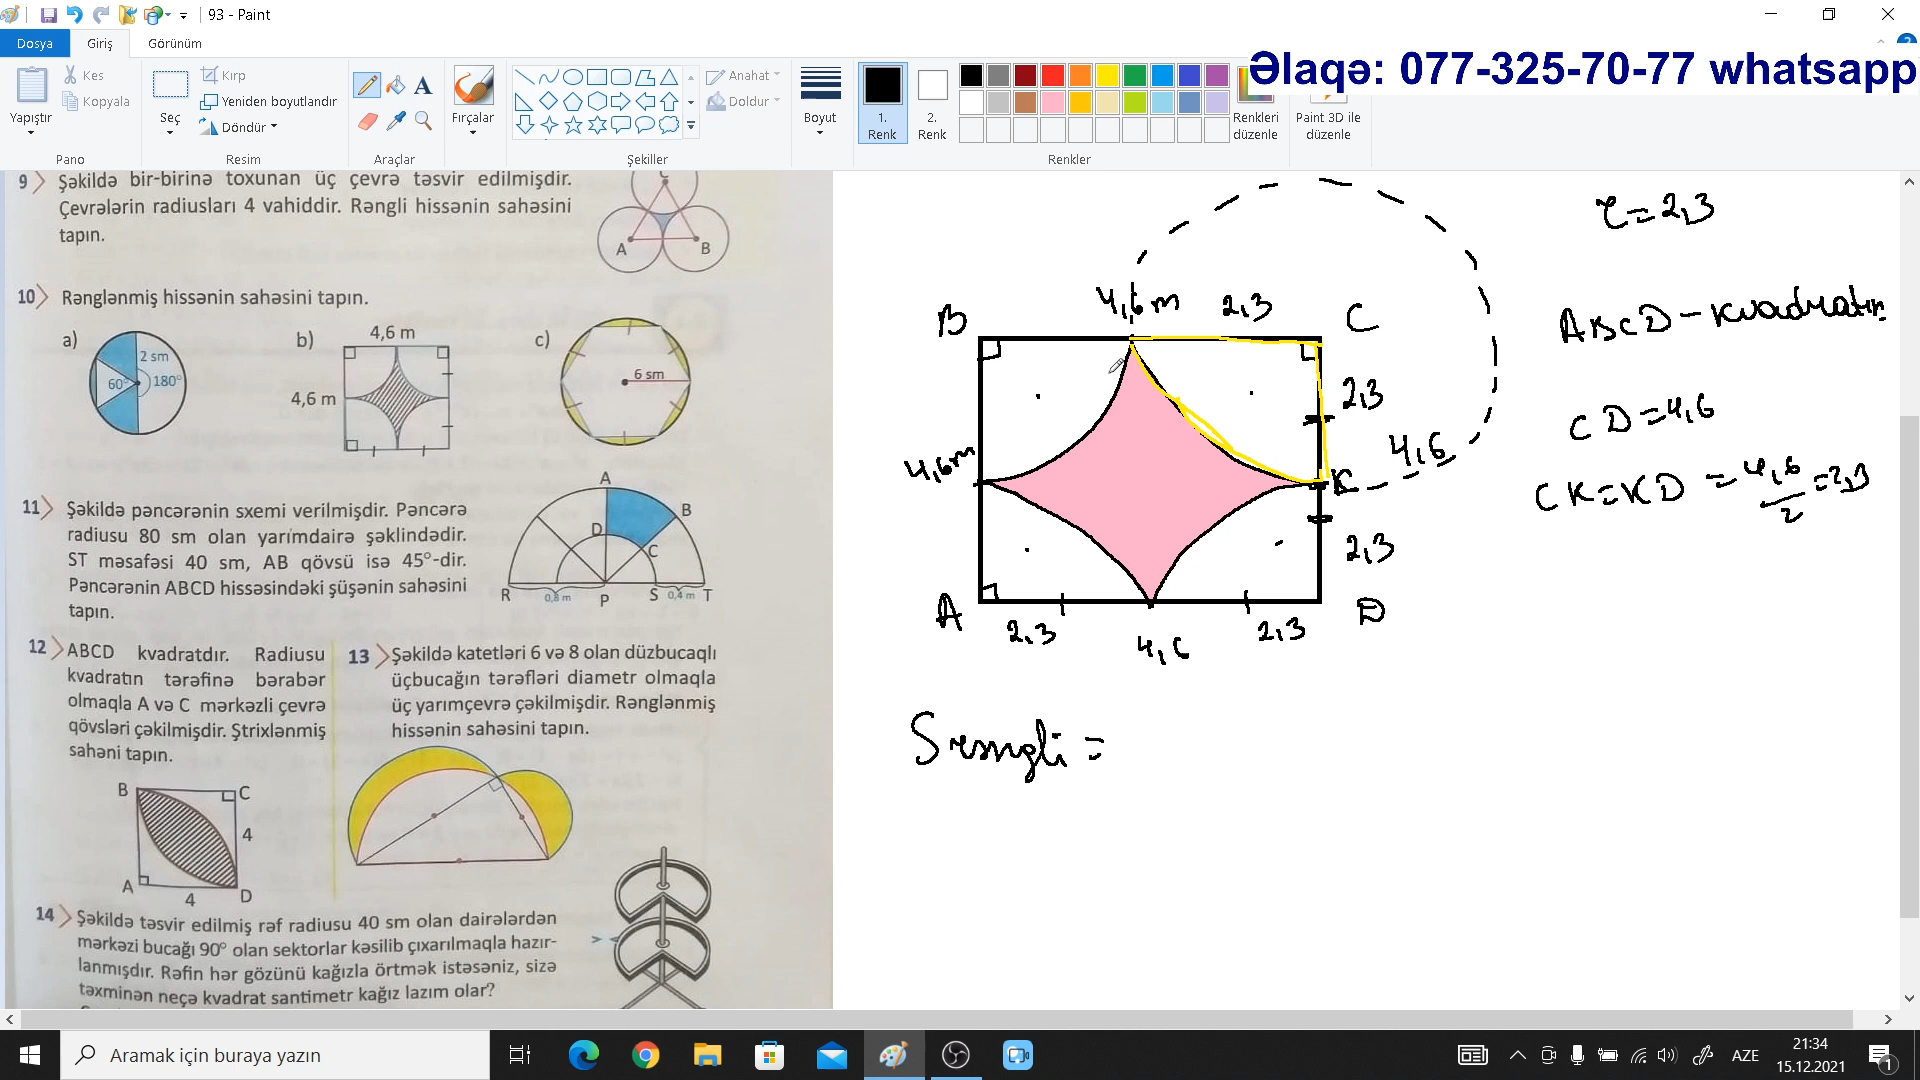 93 - Paint
Dosya
Giriş
Görünüm
Əlaqə: 077-325-70-77 whatsapp
Yapıştır
Kes
Kopyala
Pano
Seç
Kırp
Yeniden boyutlandır
Döndür
Resim
A
Araçlar
Fırçalar
Şekiller
Anahat
Doldur
Boyut
1. Renk
2. Renk
Renkler
Renkleri düzenle
Paint 3D ile düzenle
9 Şəkildə bir-birinə toxunan üç çevrə təsvir edilmişdir.
Çevrələrin radiusları 4 vahiddir. Rəngli hissənin sahəsini
tapın.
C
A
B
10 Rənglənmiş hissənin sahəsini tapın.
a)
2 sm
60°
180°
b)
4,6 m
4,6 m
c)
6 sm
11 Şəkildə pəncərənin sxemi verilmişdir. Pəncərə
radiusu 80 sm olan yarımdairə şəklindədir.
ST məsafəsi 40 sm, AB qövsü isə 45°-dir.
Pəncərənin ABCD hissəsindəki şüşənin sahəsini
tapın.
A
B
D
C
R
0,8 m
P
S
0,4 m
T
12 ABCD kvadratdır. Radiusu
kvadratın tərəfinə bərabər
olmaqla A və C mərkəzli çevrə
qövsləri çəkilmişdir. Ştrixlənmiş
sahəni tapın.
B
C
4
A
4
D
13 Şəkildə katetləri 6 və 8 olan düzbucaqlı
üçbucağın tərəfləri diametr olmaqla
üç yarımçevrə çəkilmişdir. Rənglənmiş
hissənin sahəsini tapın.
14 Şəkildə təsvir edilmiş rəf radiusu 40 sm olan dairələrdən
mərkəzi bucağı 90° olan sektorlar kəsilib çıxarılmaqla hazır-
lanmışdır. Rəfin hər gözünü kağızla örtmək istəsəniz, sizə
təxminən neçə kvadrat santimetr kağız lazım olar?
B
4,6 m
2,3
C
2,3
4,6
4,6 m
K
2,3
A
2,3
4,6
2,3
D
r=2,3
ABCD-kvadratın
CD=4,6
CK=KD=4,6/2=2,3
Srəngli=
Aramak için buraya yazın
AZE
21:34
15.12.2021
1